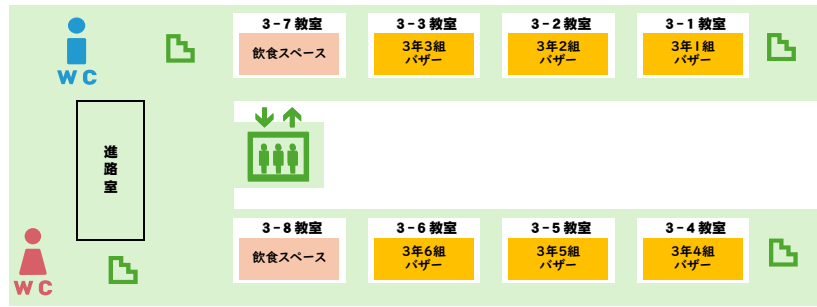 3-7教室
飲食スペース
3-3教室
3年3組
バザー
3-2教室
3年2組
バザー
3-1教室
3年1組
バザー
WC
進路室
3-8教室
飲食スペース
3-6教室
3年6組
バザー
3-5教室
3年5組
バザー
3-4教室
3年4組
バザー
WC